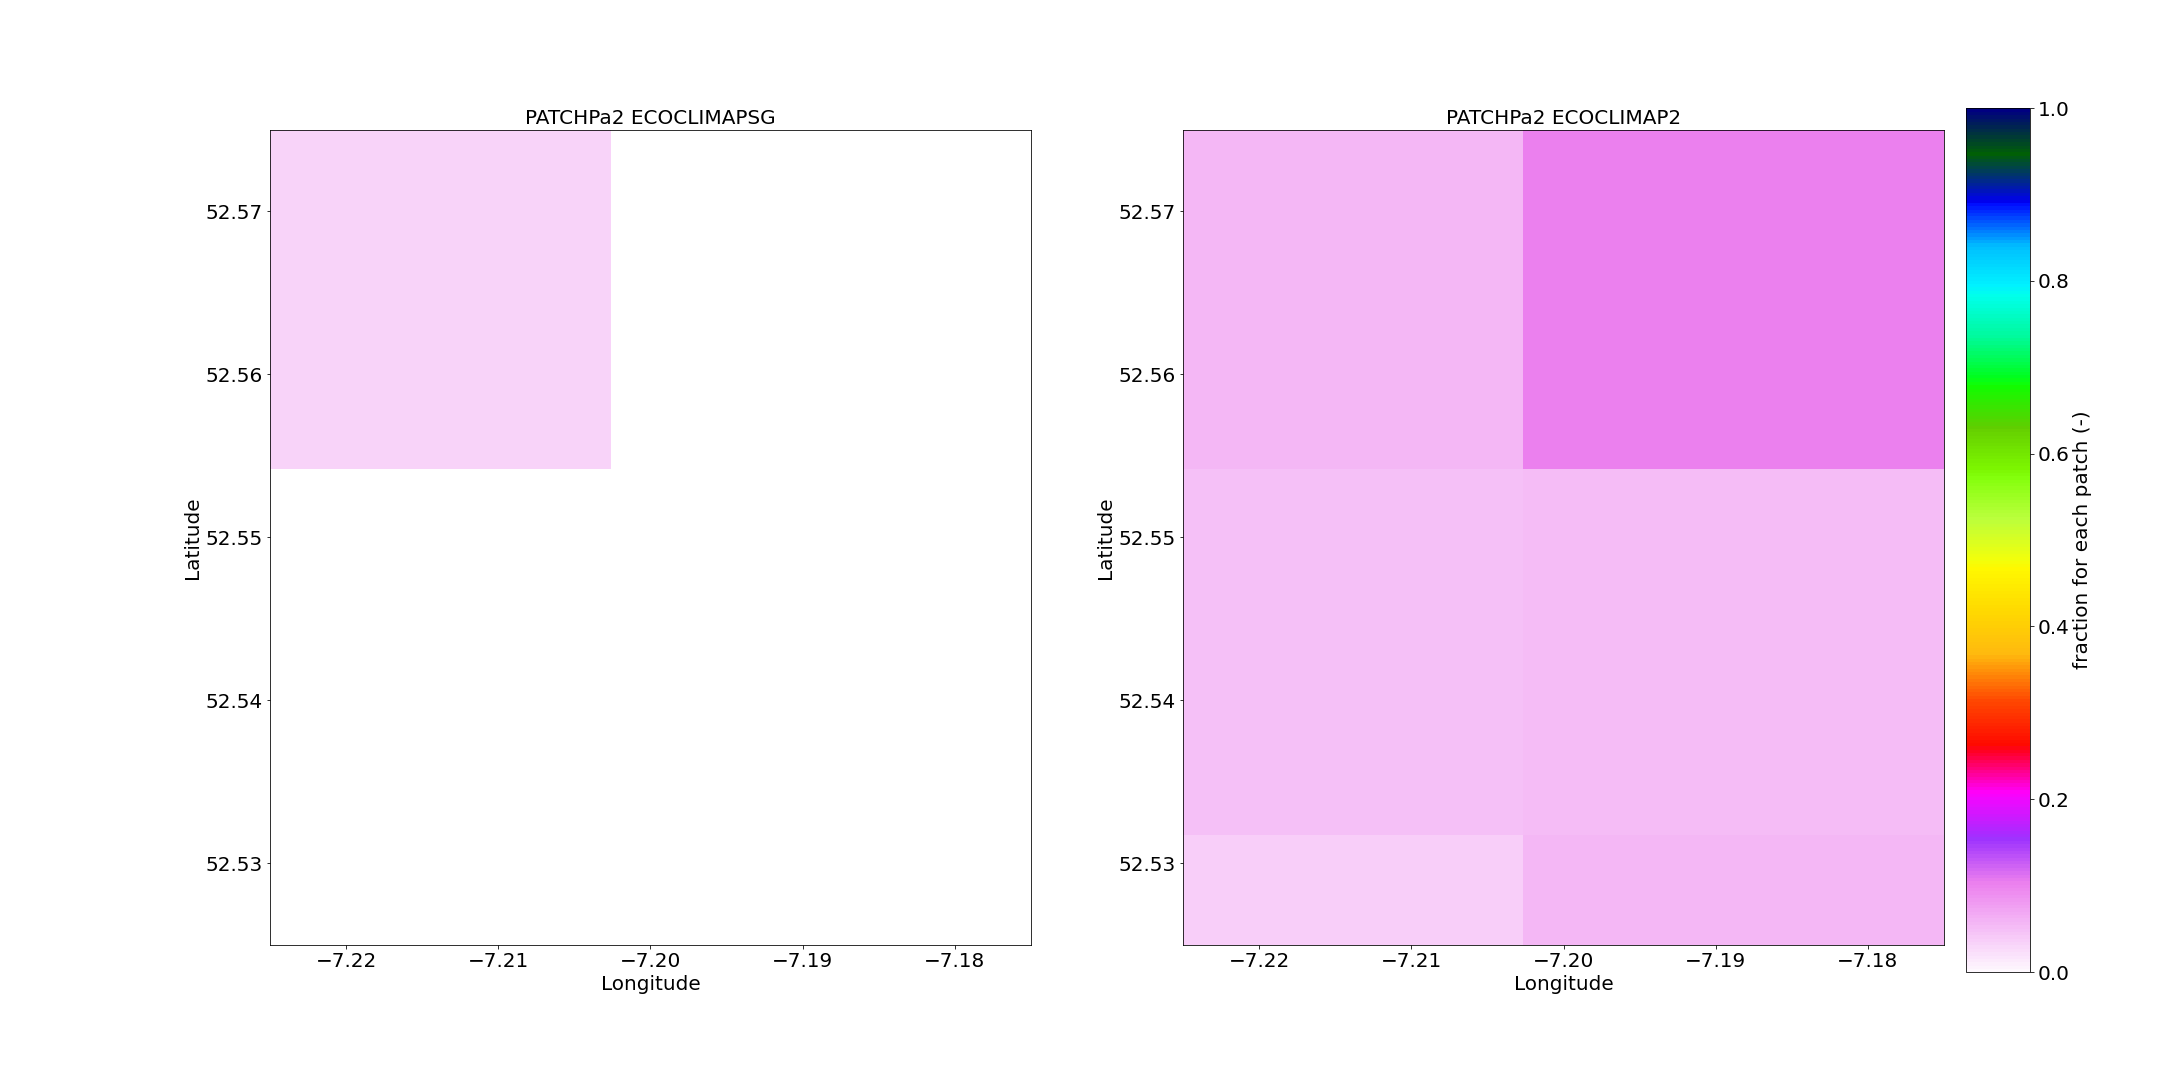 PATCHPa2 ECOCLIMAPSG
52.57
52.56
52.55
52.54
52.53
Latitude
−7.22 −7.21 −7.20 −7.19 −7.18
Longitude
PATCHPa2 ECOCLIMAP2
52.57
52.56
52.55
52.54
52.53
Latitude
−7.22 −7.21 −7.20 −7.19 −7.18
Longitude
1.0
0.8
0.6
0.4
0.2
0.0
fraction for each patch (-)